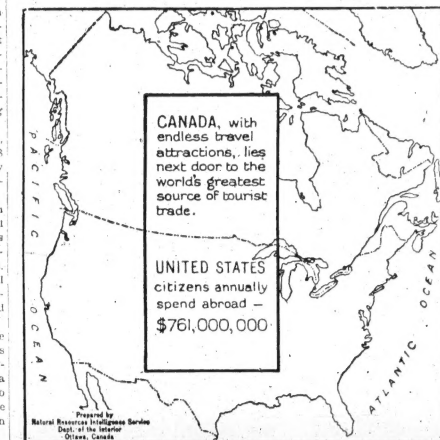 CANADA, with
endless travel
attractions, lies
next door to the
world's greatest
source of tourist
trade.
UNITED STATES
citizens annually
spend abroad —
$761,000,000
PACIFIC OCEAN
ATLANTIC OCEAN
Prepared by
Natural Resources Intelligence Service
Dept. of the Interior
Ottawa, Canada